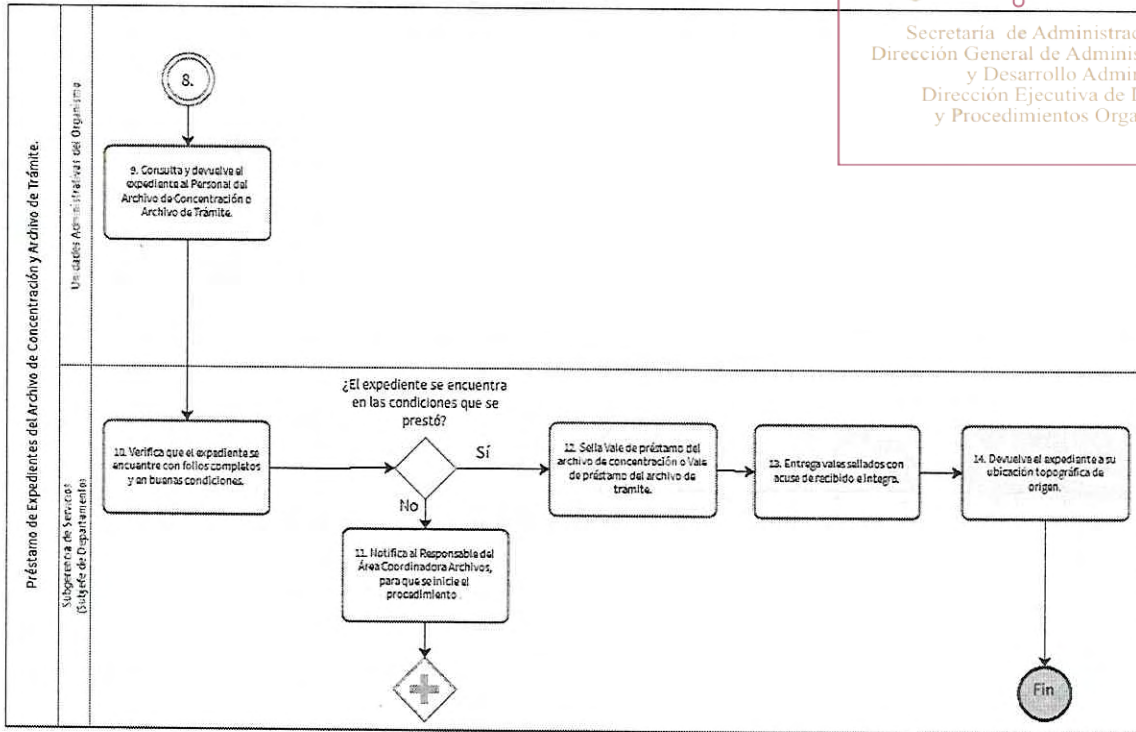 Secretaría de Administrac
Dirección General de Adminis
y Desarrollo Admin
Dirección Ejecutiva de
y Procedimientos Orga
Préstamo de Expedientes del Archivo de Concentración y Archivo de Trámite.
Unidades Administrativas del Organismo
8.
9. Consulta y devuelve el
expediente al Personal del
Archivo de Concentración o
Archivo de Trámite.
Subgerencia de Servicios
(Subjefe de Departamento)
10. Verifica que el expediente se
encuentre con folios completos
y en buenas condiciones.
¿El expediente se encuentra
en las condiciones que se
prestó?
Sí
No
11. Notifica al Responsable del
Área Coordinadora Archivos,
para que se inicie el
procedimiento.
12. Sella Vale de préstamo del
archivo de concentración o Vale
de préstamo del archivo de
trámite.
13. Entrega vales sellados con
acuse de recibido e integra.
14. Devuelve el expediente a su
ubicación topográfica de
origen.
Fin